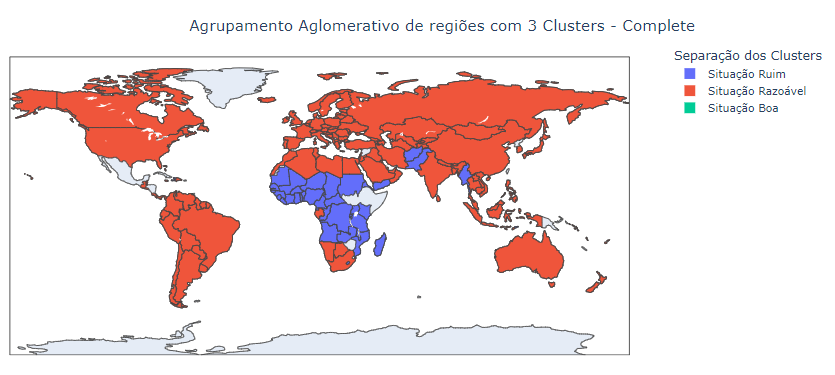 Agrupamento Aglomerativo de regiões com 3 Clusters - Complete
Separação dos Clusters
Situação Ruim
Situação Razoável
Situação Boa